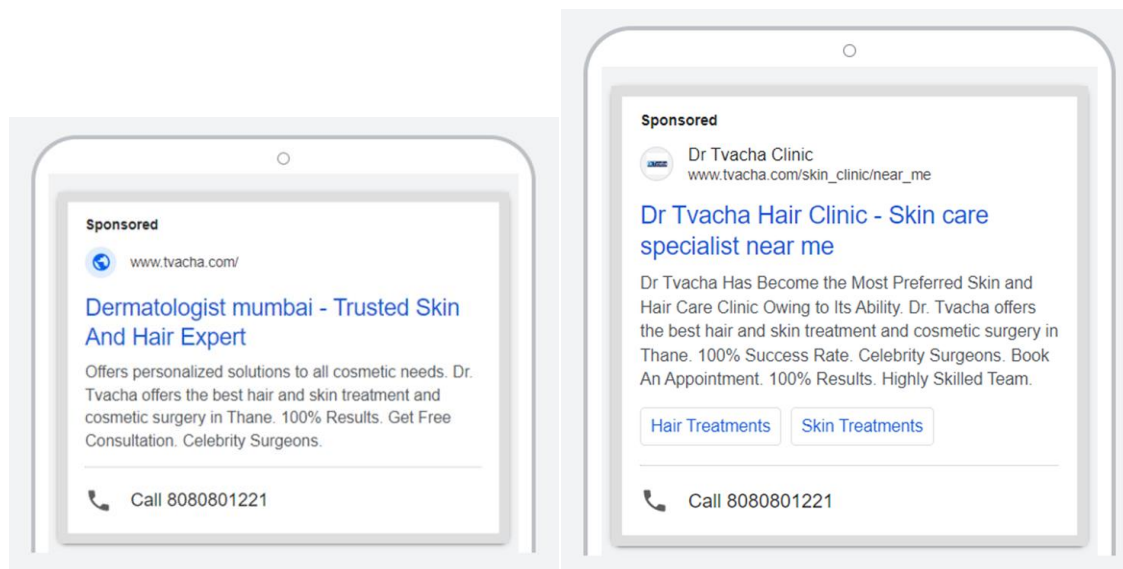 Sponsored
www.tvacha.com/
Dermatologist mumbai - Trusted Skin
And Hair Expert
Offers personalized solutions to all cosmetic needs. Dr.
Tvacha offers the best hair and skin treatment and
cosmetic surgery in Thane. 100% Results. Get Free
Consultation. Celebrity Surgeons.
Call 8080801221
Sponsored
Dr Tvacha Clinic
www.tvacha.com/skin_clinic/near_me
Dr Tvacha Hair Clinic - Skin care
specialist near me
Dr Tvacha Has Become the Most Preferred Skin and
Hair Care Clinic Owing to Its Ability. Dr. Tvacha offers
the best hair and skin treatment and cosmetic surgery in
Thane. 100% Success Rate. Celebrity Surgeons. Book
An Appointment. 100% Results. Highly Skilled Team.
Hair Treatments
Skin Treatments
Call 8080801221